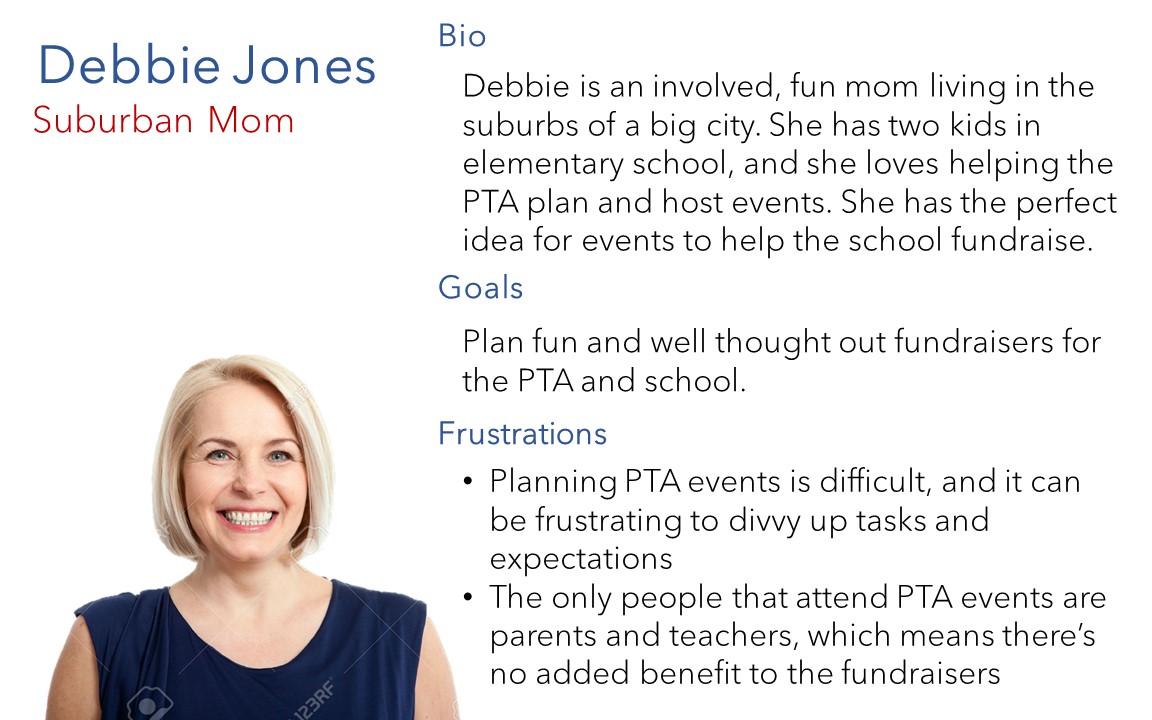 Debbie Jones
Suburban Mom
Bio
Debbie is an involved, fun mom living in the
suburbs of a big city. She has two kids in
elementary school, and she loves helping the
PTA plan and host events. She has the perfect
idea for events to help the school fundraise.
Goals
Plan fun and well thought out fundraisers for
the PTA and school.
Frustrations
• Planning PTA events is difficult, and it can
be frustrating to divvy up tasks and
expectations
• The only people that attend PTA events are
parents and teachers, which means there's
no added benefit to the fundraisers
123RF